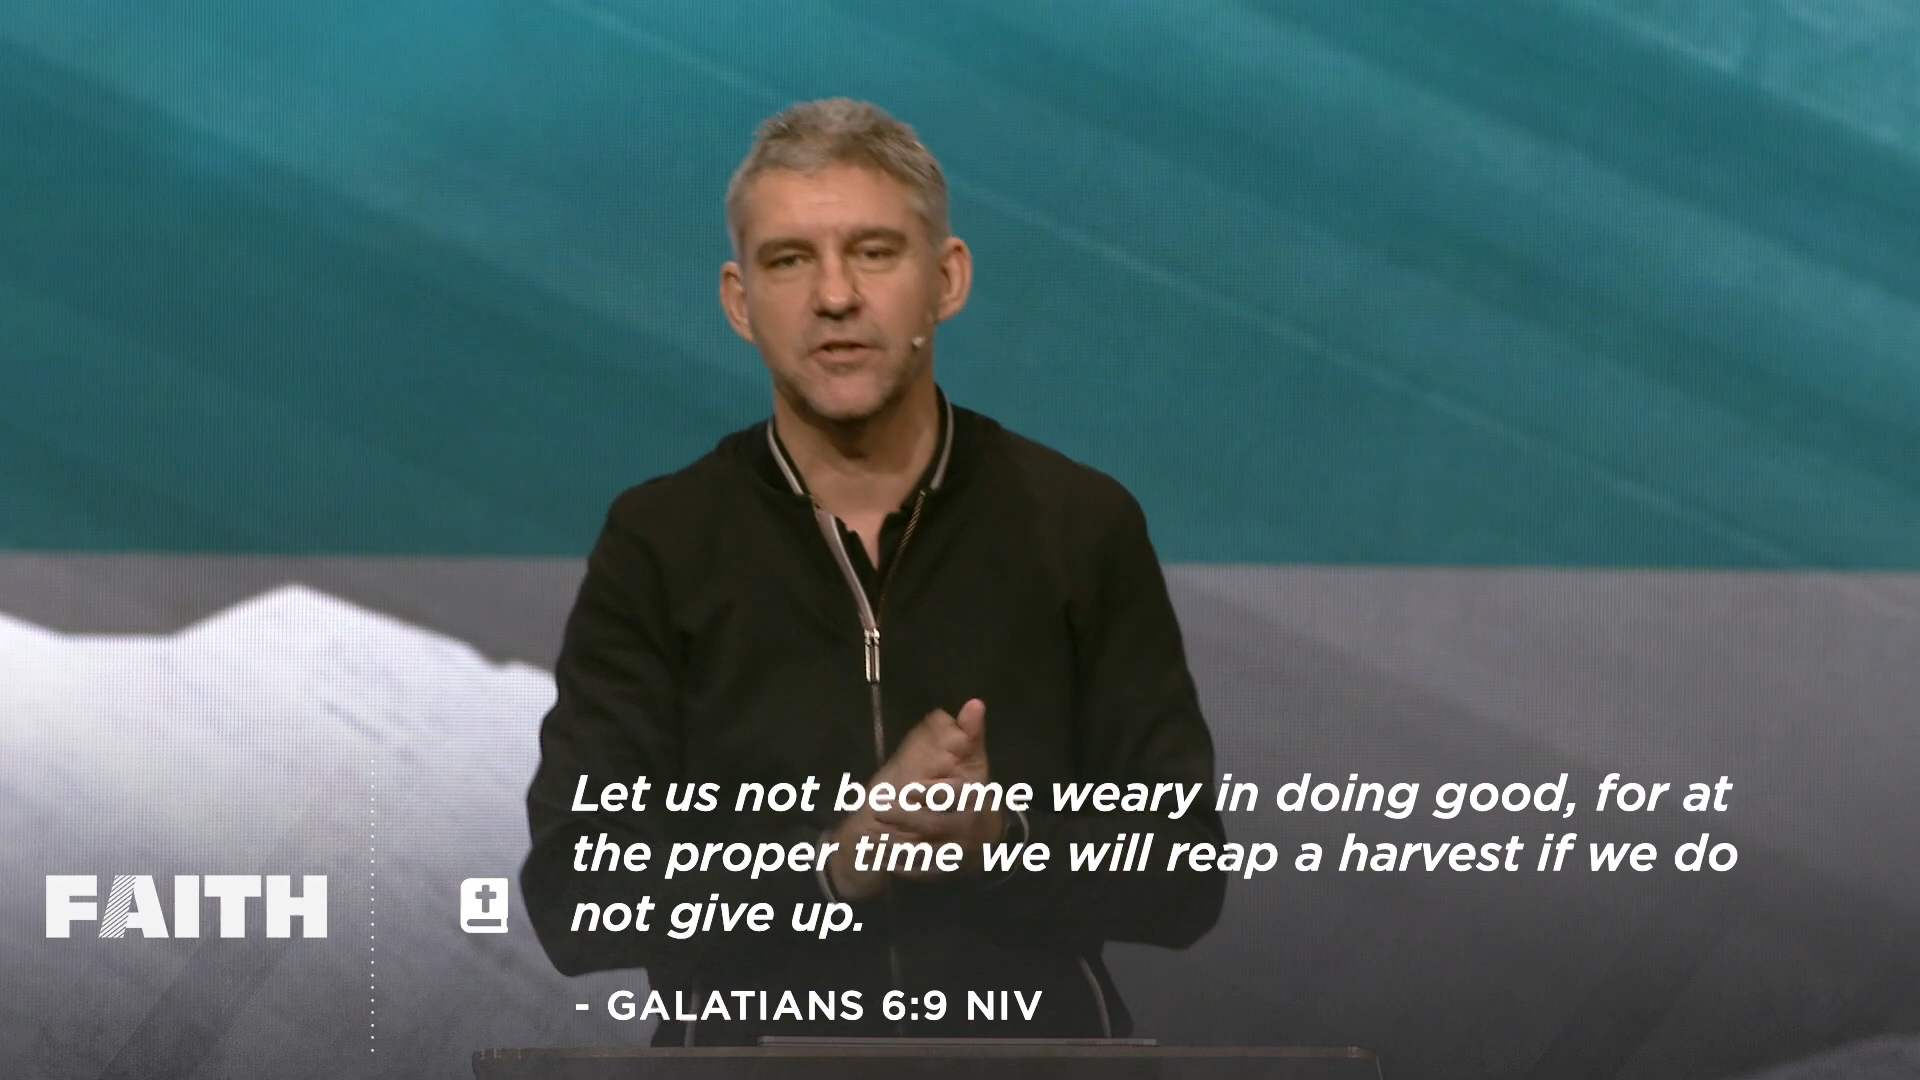 Let us not become weary in doing good, for at
the proper time we will reap a harvest if we do
not give up.
FAITH
- GALATIANS 6:9 NIV